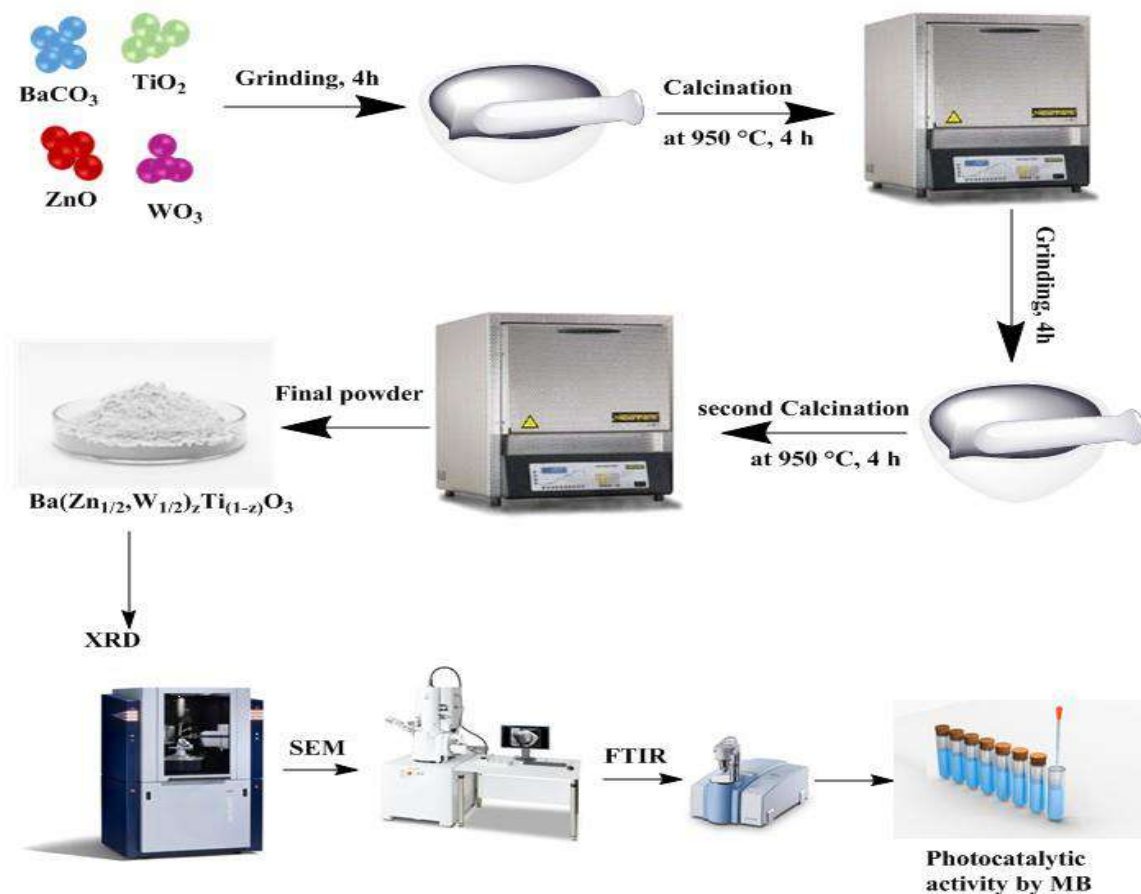 BaCO₃
TiO₂
ZnO
WO₃
Grinding, 4h
Calcination
at 950 °C, 4 h
Grinding, 4h
second Calcination
at 950 °C, 4 h
Final powder
Ba(Zn₁/₂,W₁/₂)zTi(1-z)O₃
XRD
SEM
FTIR
Photocatalytic
activity by MB